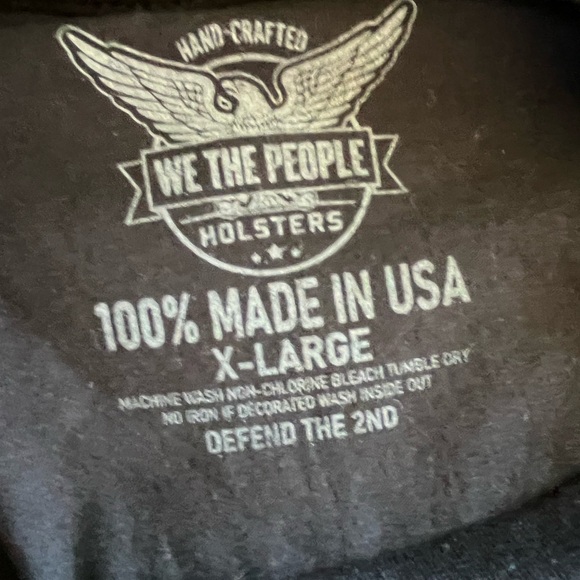 HAND-CRAFTED
WE THE PEOPLE
HOLSTERS
100% MADE IN USA
X-LARGE
MACHINE WASH NON-CHLORINE BLEACH TUMBLE DRY
NO IRON IF DECORATED WASH INSIDE OUT
DEFEND THE 2ND